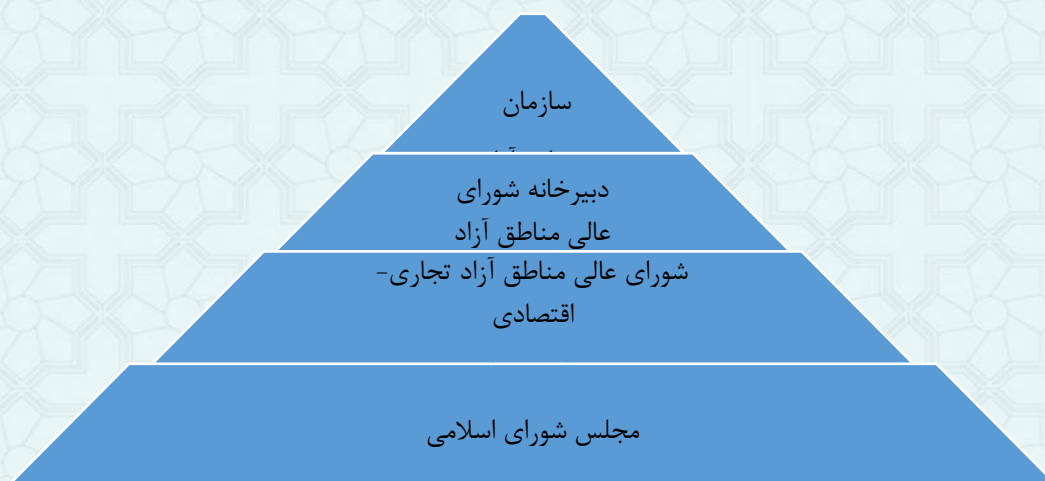 سازمان
دبیرخانه شورای
عالی مناطق آزاد
شورای عالی مناطق آزاد تجاری-
اقتصادی
مجلس شورای اسلامی